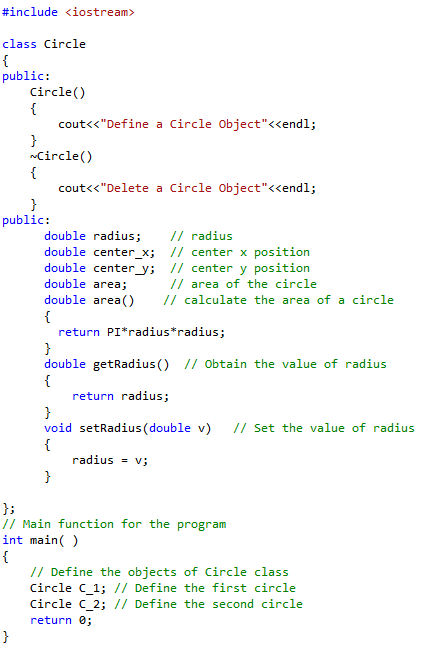 #include <iostream>
class Circle
{
public:
Circle()
{
cout<<"Define a Circle Object"<<endl;
}
~Circle()
{
cout<<"Delete a Circle Object"<<endl;
}
public:
double radius; // radius
double center_x; // center x position
double center_y; // center y position
double area; // area of the circle
double area() // calculate the area of a circle
{
return PI*radius*radius;
}
double getRadius() // Obtain the value of radius
{
return radius;
}
void setRadius(double v) // Set the value of radius
{
radius = v;
}
};
// Main function for the program
int main( )
{
// Define the objects of Circle class
Circle C_1; // Define the first circle
Circle C_2; // Define the second circle
return 0;
}